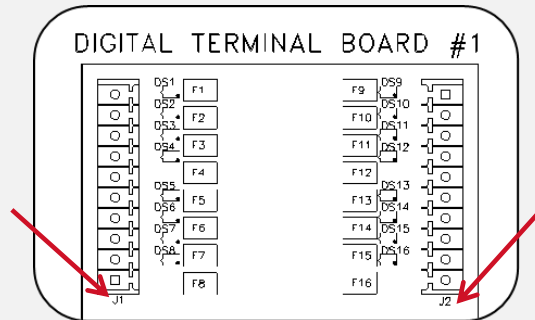 DIGITAL TERMINAL BOARD #1
DS1 F1 F9 DS9
DS2 F2 F10 DS10
DS3 F3 F11 DS11
DS4 F4 F12 DS12
DS5 F5 F13 DS13
DS6 F6 F14 DS14
DS7 F7 F15 DS15
DS8 F8 F16 DS16
J1 J2